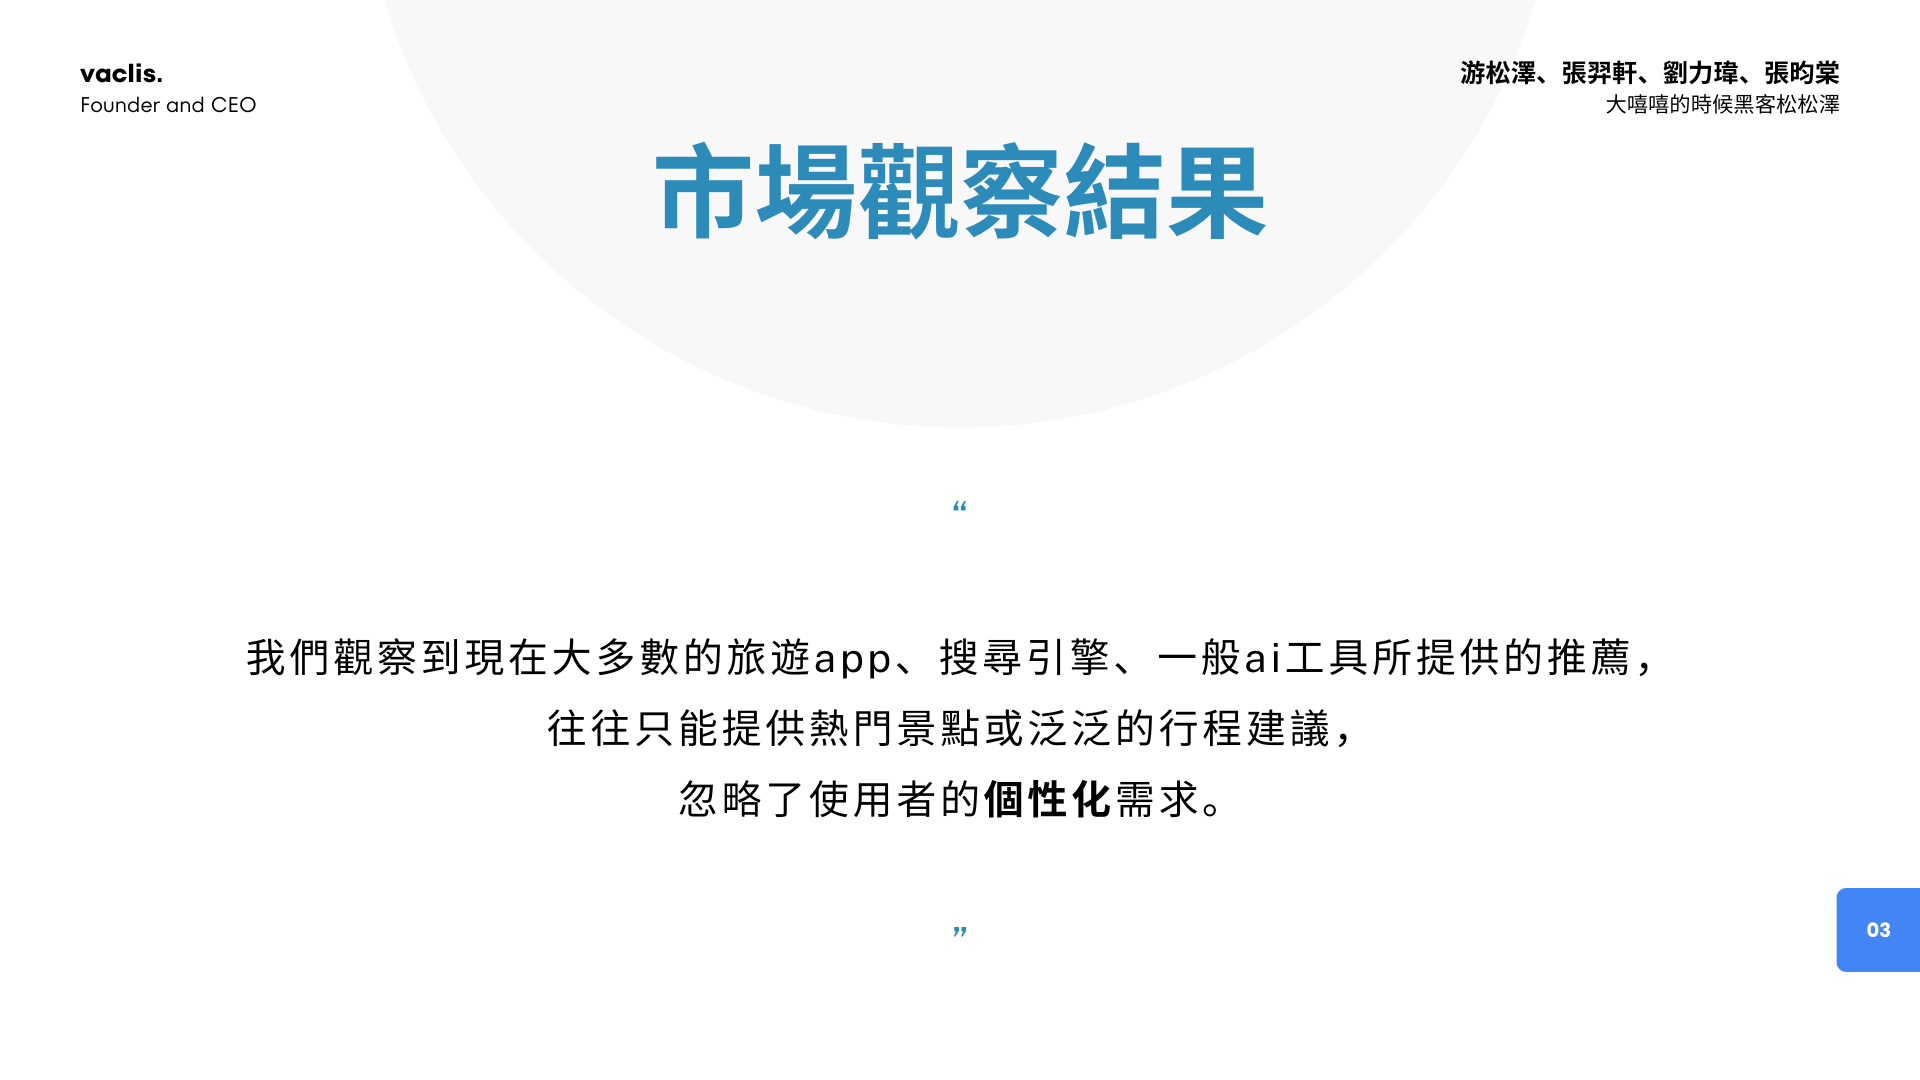 vaclis.
Founder and CEO
游松澤、張羿軒、劉力瑋、張昀棠
大嘻嘻的時候黑客松松澤
市場觀察結果
“
我們觀察到現在大多數的旅遊app、搜尋引擎、一般ai工具所提供的推薦，
往往只能提供熱門景點或泛泛的行程建議，
忽略了使用者的個性化需求。
”
03